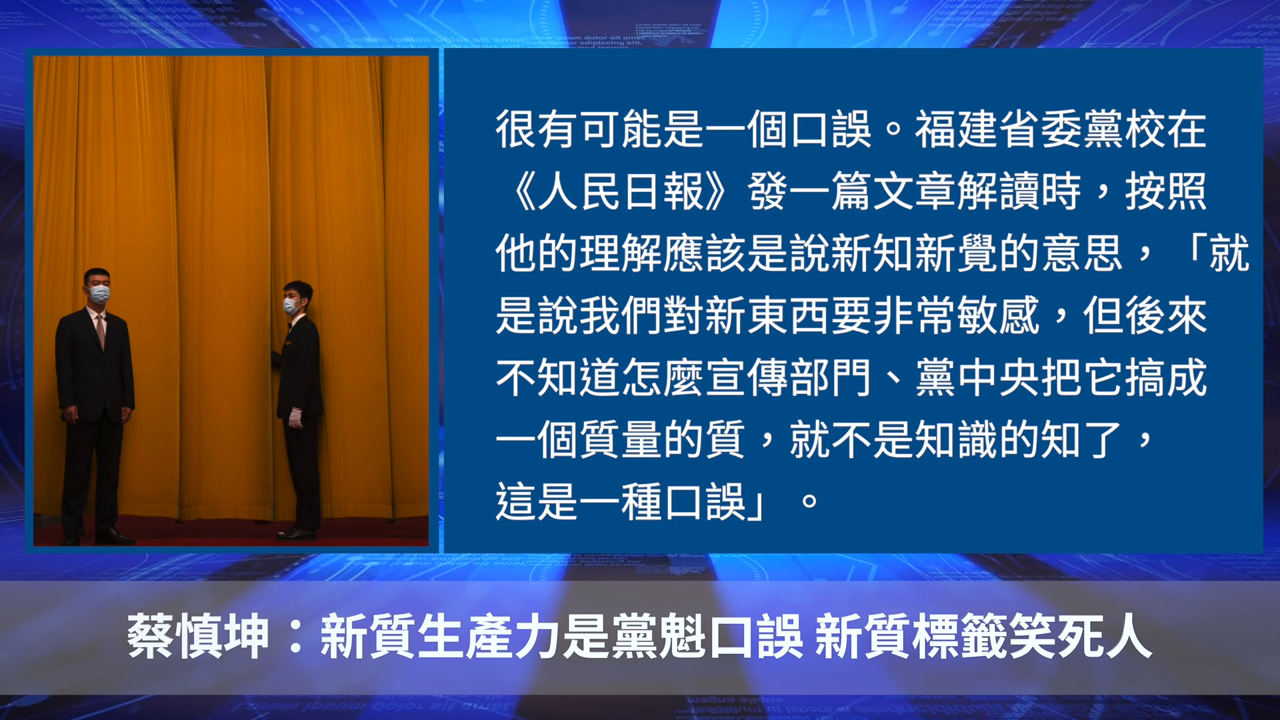 很有可能是一個口誤。福建省委黨校在
《人民日報》發一篇文章解讀時，按照
他的理解應該是說新知新覺的意思，「就
是說我們對新東西要非常敏感，但後來
不知道怎麼宣傳部門、黨中央把它搞成
一個質量的質，就不是知識的知了，
這是一種口誤」。
蔡慎坤：新質生產力是黨魁口誤 新質標籤笑死人